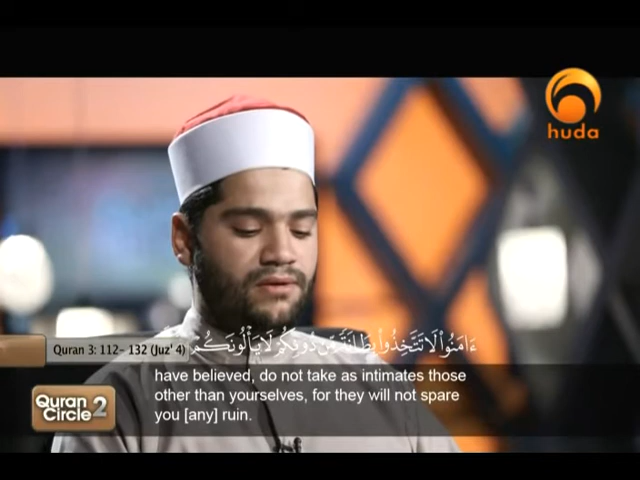 huda
Quran 3: 112- 132 (Juz' 4)
ءَامَنُوا۟ لَا تَتَّخِذُوا۟ بِطَانَةً مِّن دُونِكُمْ لَا يَأْلُونَكُمْ
have believed, do not take as intimates those
other than yourselves, for they will not spare
you [any] ruin.
Quran
Circle 2